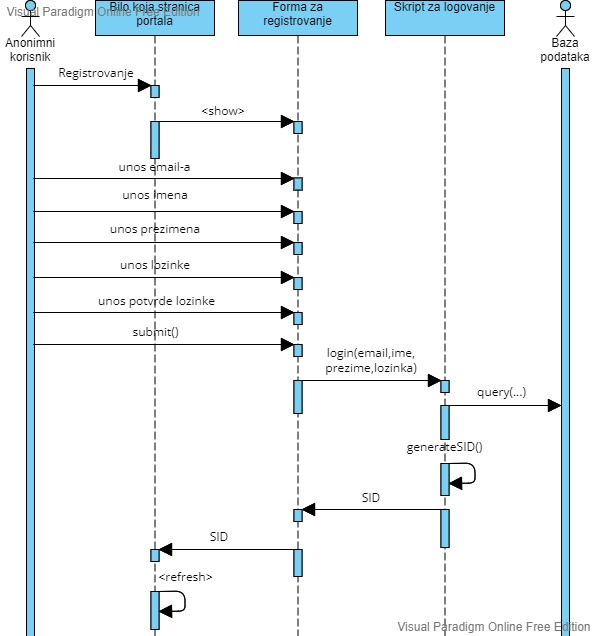 Visual Paradigm Online Free Edition
Bilo koja stranica
portala
Forma za
registrovanje
Skript za logovanje
Anonimni
korisnik
Baza
podataka
Registrovanje
<show>
unos email-a
unos imena
unos prezimena
unos lozinke
unos potvrde lozinke
submit()
login(email,ime,
prezime,lozinka)
query(...)
generateSID()
SID
SID
<refresh>
Visual Paradigm Online Free Edition